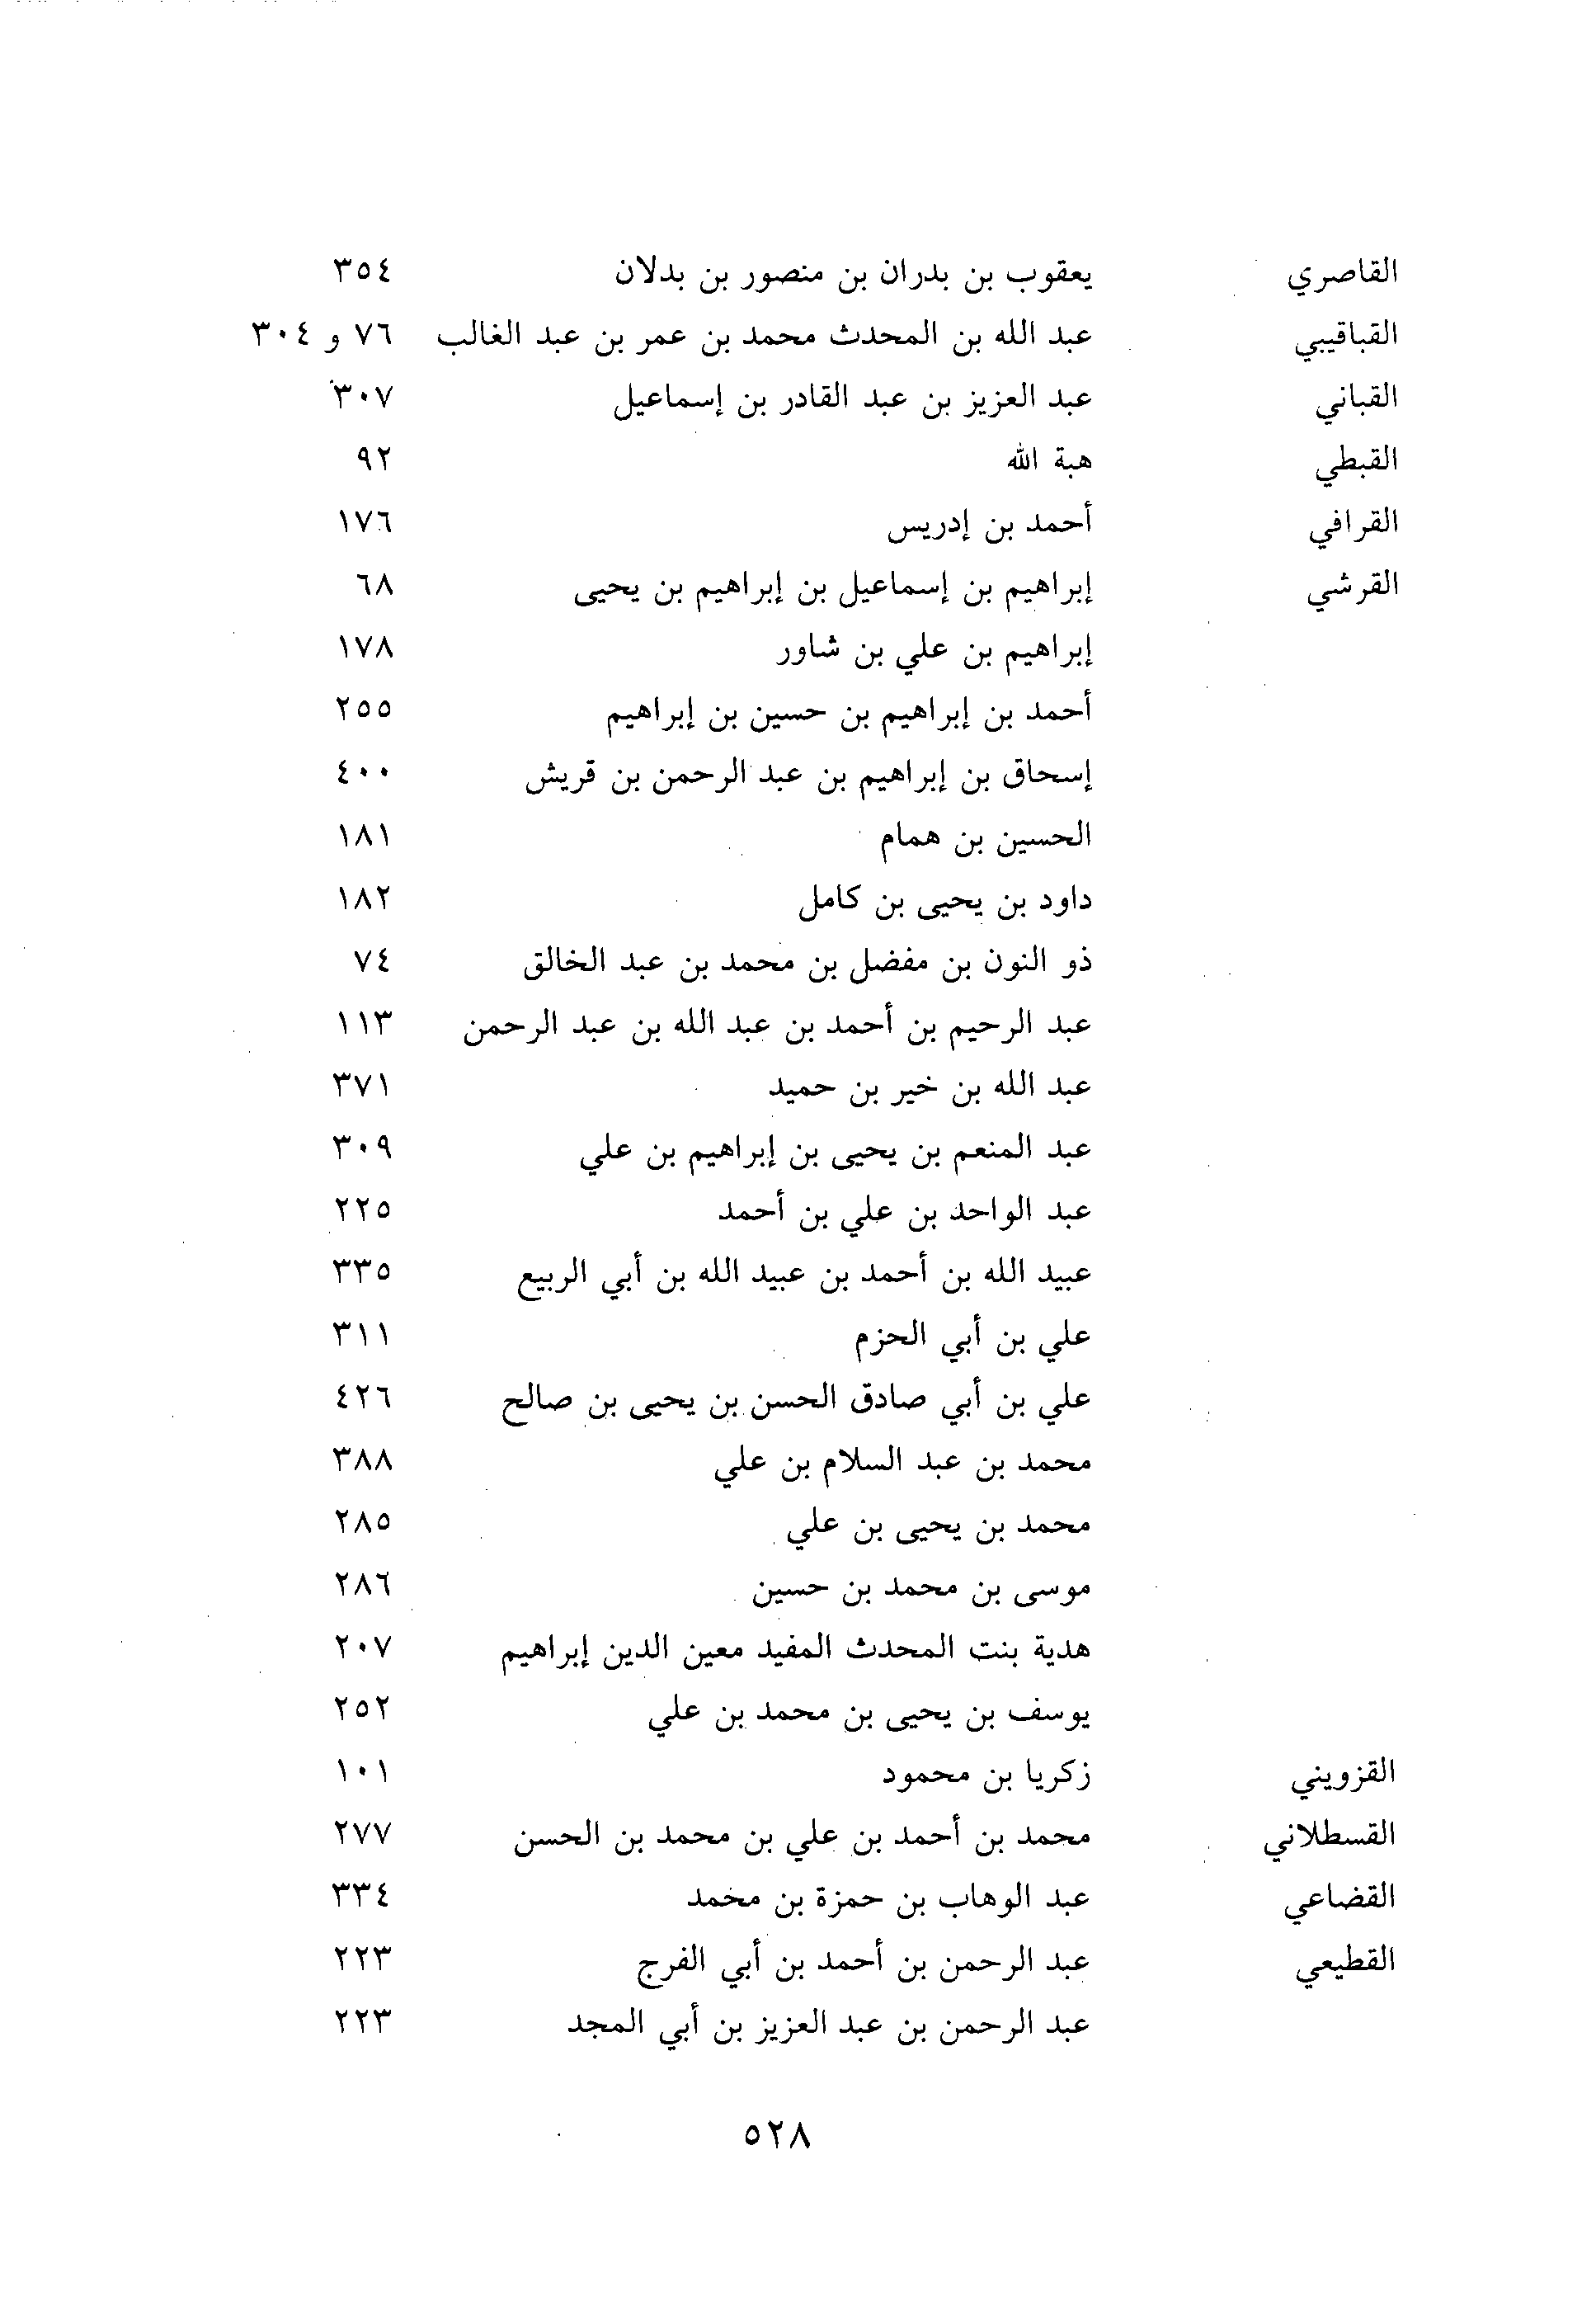 القاصري يعقوب بن بدران بن منصور بن بدلان ٣٥٤
القباقيبي عبد الله بن المحدث محمد بن عمر بن عبد الغالب ٧٦ و ٣٠٤
القباني عبد العزيز بن عبد القادر بن إسماعيل ٣٠٧
القبطي هبة الله ٩٢
القرافي أحمد بن إدريس ١٧٦
القرشي إبراهيم بن إسماعيل بن إبراهيم بن يحيى ٦٨
إبراهيم بن علي بن شاور ١٧٨
أحمد بن إبراهيم بن حسين بن إبراهيم ٢٥٥
إسحاق بن إبراهيم بن عبد الرحمن بن قريش ٤٠٠
الحسين بن همام ١٨١
داود بن يحيى بن كامل ١٨٢
ذو النون بن مفضل بن محمد بن عبد الخالق ٧٤
عبد الرحيم بن أحمد بن عبد الله بن عبد الرحمن ١١٣
عبد الله بن خير بن حميد ٣٧١
عبد المنعم بن يحيى بن إبراهيم بن علي ٣٠٩
عبد الواحد بن علي بن أحمد ٢٢٥
عبيد الله بن أحمد بن عبيد الله بن أبي الربيع ٣٣٥
علي بن أبي الحزم ٣١١
علي بن أبي صادق الحسن بن يحيى بن صالح ٤٢٦
محمد بن عبد السلام بن علي ٣٨٨
محمد بن يحيى بن علي ٢٨٥
موسى بن محمد بن حسين ٢٨٦
هدية بنت المحدث المفيد معين الدين إبراهيم ٢٠٧
يوسف بن يحيى بن محمد بن علي ٢٥٢
القزويني زكريا بن محمود ١٠١
القسطلاني محمد بن أحمد بن علي بن محمد بن الحسن ٢٧٧
القضاعي عبد الوهاب بن حمزة بن محمد ٣٣٤
القطيعي عبد الرحمن بن أحمد بن أبي الفرج ٢٢٣
عبد الرحمن بن عبد العزيز بن أبي المجد ٢٢٣
٥٢٨